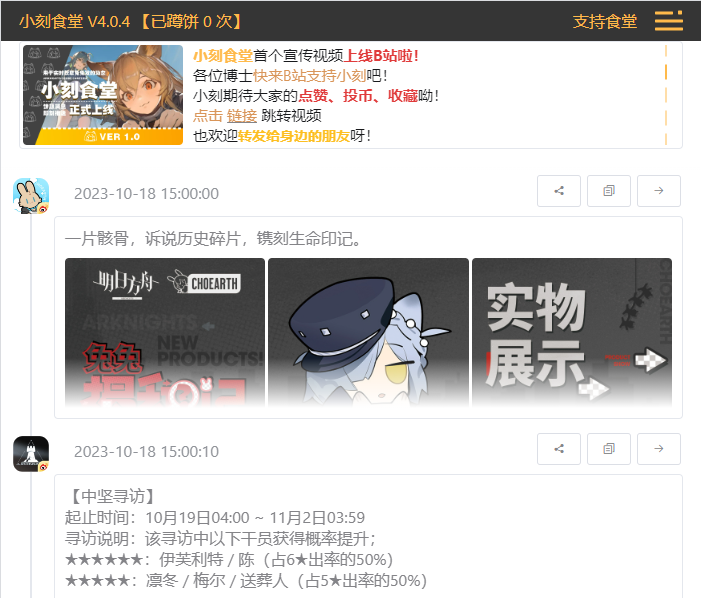 小刻食堂 V4.0.4 【已蹲饼 0 次】
支持食堂
小刻食堂
正式上线
VER 1.0
小刻食堂首个宣传视频上线B站啦！
各位博士快来B站支持小刻吧！
小刻期待大家的点赞、投币、收藏呦！
点击 链接 跳转视频
也欢迎转发给身边的朋友呀！
2023-10-18 15:00:00
一片骸骨，诉说历史碎片，镌刻生命印记。
明日方舟
CHOEARTH
ARKNIGHTS
NEW
PRODUCTS!
兔兔
实物
展示
CHOEARTH
2023-10-18 15:00:10
【中坚寻访】
起止时间：10月19日04:00 ~ 11月2日03:59
寻访说明：该寻访中以下干员获得概率提升；
★★★★★★：伊芙利特 / 陈（占6★出率的50%）
★★★★★：凛冬 / 梅尔 / 送葬人（占5★出率的50%）